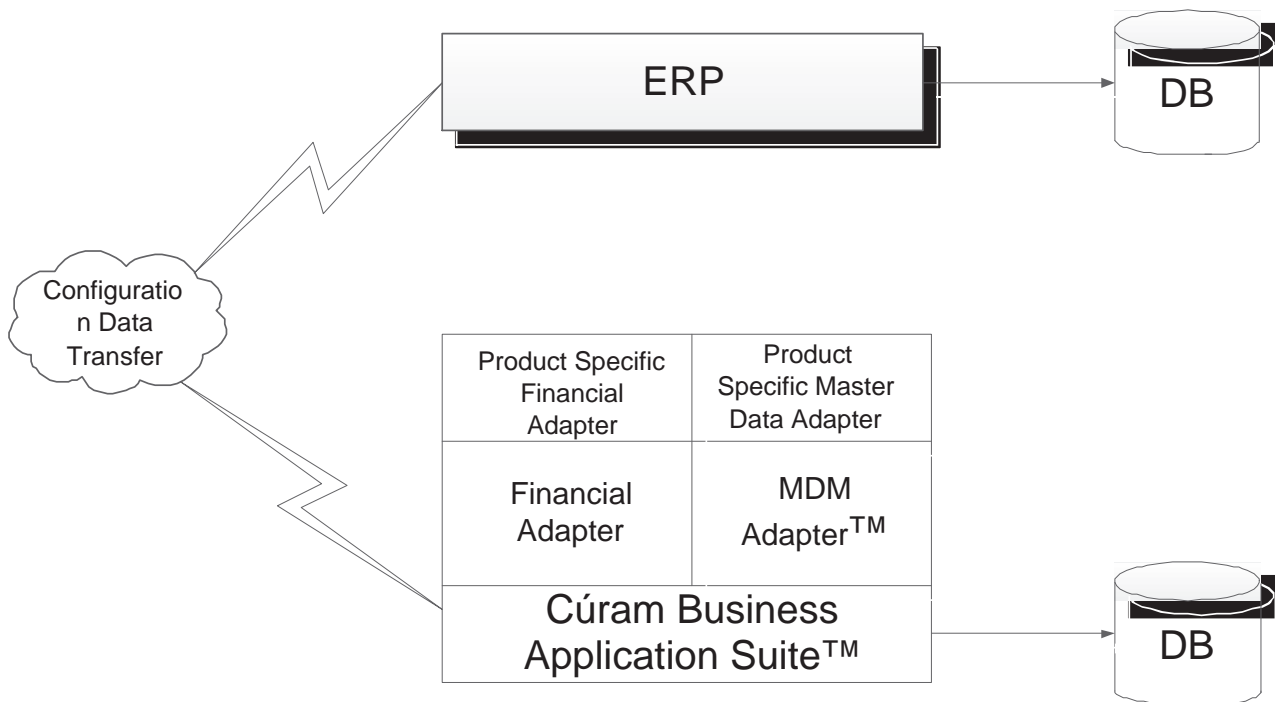 ERP
DB
Configuratio
n Data
Transfer
Product Specific
Financial
Adapter
Product
Specific Master
Data Adapter
Financial
Adapter
MDM
Adapter™
Cúram Business
Application Suite™
DB